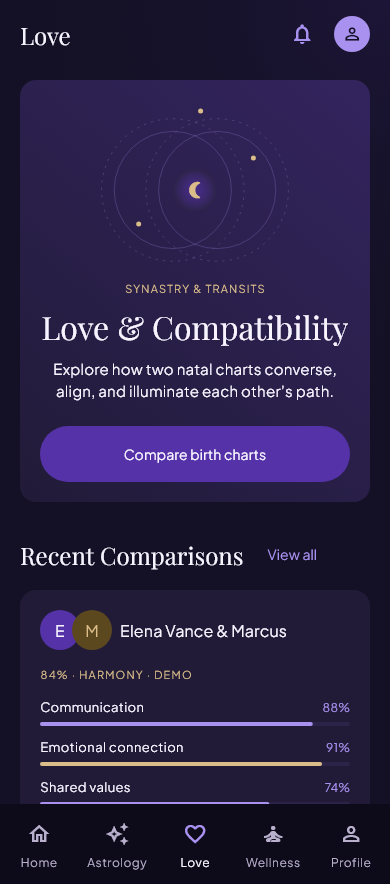 Love
SYNASTRY & TRANSITS
Love & Compatibility
Explore how two natal charts converse,
align, and illuminate each other's path.
Compare birth charts
Recent Comparisons View all
E M Elena Vance & Marcus
84% · HARMONY · DEMO
Communication 88%
Emotional connection 91%
Shared values 74%
Home Astrology Love Wellness Profile